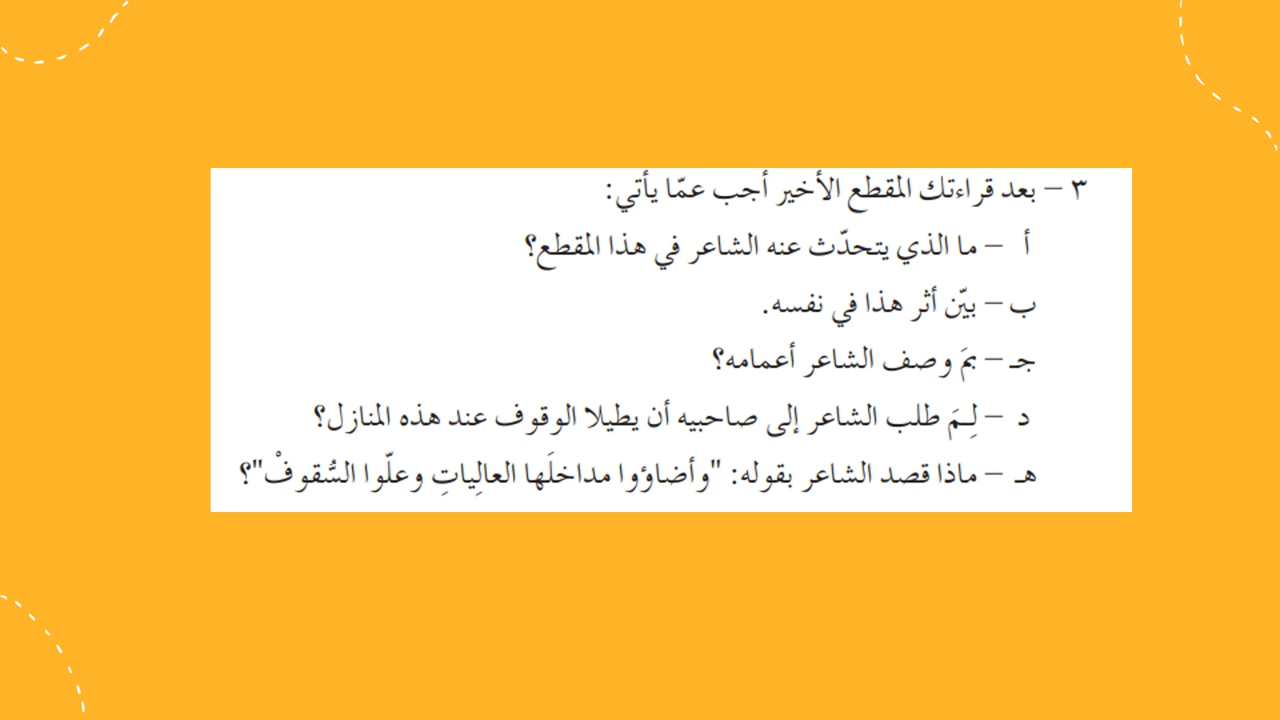 ٣ – بعد قراءتك المقطع الأخير أجب عمّا يأتي:
أ – ما الذي يتحدّث عنه الشاعر في هذا المقطع؟
ب – بيّن أثر هذا في نفسه.
جـ – بمَ وصف الشاعر أعمامه؟
د – لِـمَ طلب الشاعر إلى صاحبيه أن يطيلا الوقوف عند هذه المنازل؟
هـ – ماذا قصد الشاعر بقوله: "وأضاؤوا مداخلَها العالِياتِ وعلّوا السُّقوفْ"؟